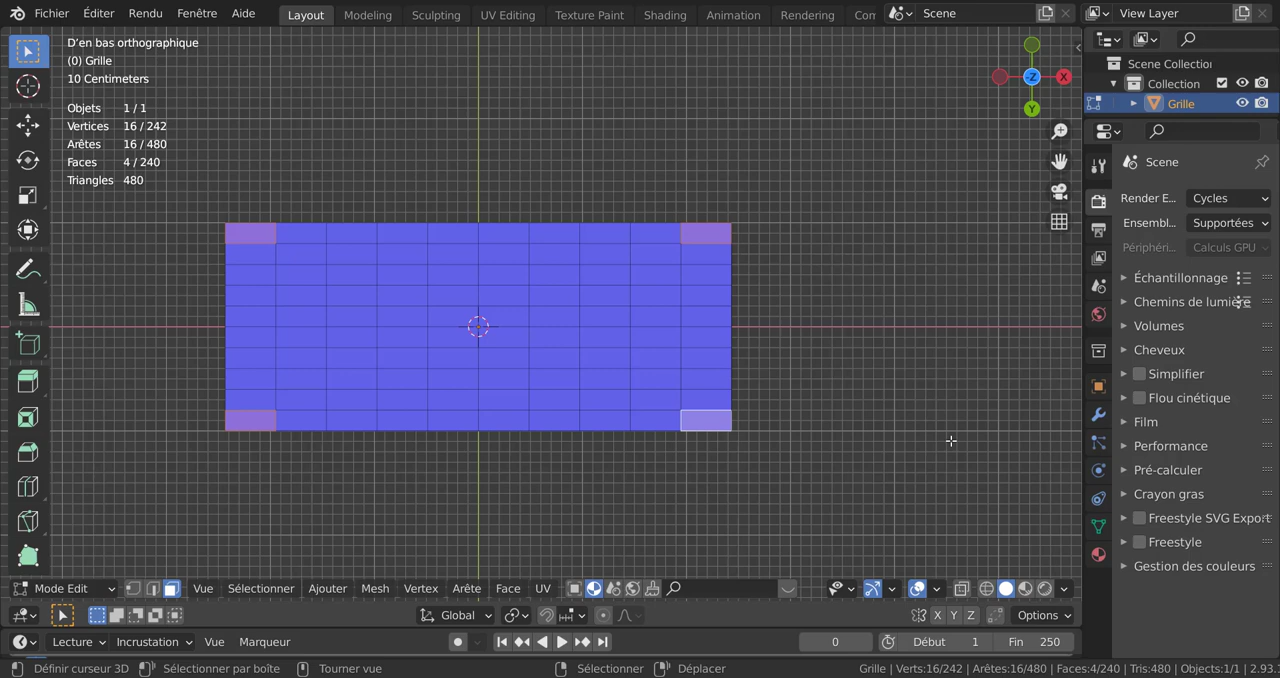 Fichier Éditer Rendu Fenêtre Aide Layout Modeling Sculpting UV Editing Texture Paint Shading Animation Rendering Com Scene View Layer
D'en bas orthographique
(0) Grille
10 Centimeters
Objets 1 / 1
Vertices 16 / 242
Arêtes 16 / 480
Faces 4 / 240
Triangles 480
X
-Z
Y
Scene Collection
Collection
Grille
Scene
Render E... Cycles
Ensembl... Supportées
Périphéri... Calculs GPU
Échantillonnage
Chemins de lumière
Volumes
Cheveux
Simplifier
Flou cinétique
Film
Performance
Pré-calculer
Crayon gras
Freestyle SVG Export
Freestyle
Gestion des couleurs
Mode Edit Vue Sélectionner Ajouter Mesh Vertex Arête Face UV
Global X Y Z Options
Lecture Incrustation Vue Marqueur 0 Début 1 Fin 250
Définir curseur 3D Sélectionner par boîte Tourner vue Sélectionner Déplacer Grille | Verts:16/242 | Arêtes:16/480 | Faces:4/240 | Tris:480 | Objects:1/1 | 2.93.1